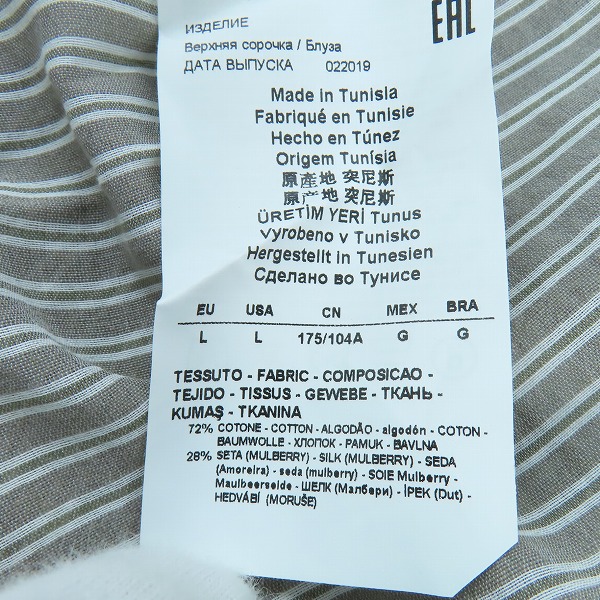 EAC
ИЗДЕЛИЕ
Верхняя сорочка / Блуза
ДАТА ВЫПУСКА 022019
Made in Tunisia
Fabriqué en Tunisie
Hecho en Túnez
Origem Tunísia
原產地 突尼斯
原产地 突尼斯
ÜRETİM YERİ Tunus
Vyrobeno v Tunisko
Hergestellt in Tunesien
Сделано во Тунисе
EU USA CN MEX BRA
L L 175/104A G G
TESSUTO - FABRIC - COMPOSICAO -
TEJIDO - TISSUS - GEWEBE - ТКАНЬ -
KUMAŞ - TKANINA
72% COTONE - COTTON - ALGODÃO - algodón - COTON -
BAUMWOLLE - ХЛОПОК - PAMUK - BAVLNA
28% SETA (MULBERRY) - SILK (MULBERRY) - SEDA
(Amoreira) - seda (mulberry) - SOIE Mulberry -
Maulbeerseide - ШЕЛК (Малбери) - İPEK (Dut) -
HEDVÁBÍ (MORUŠE)